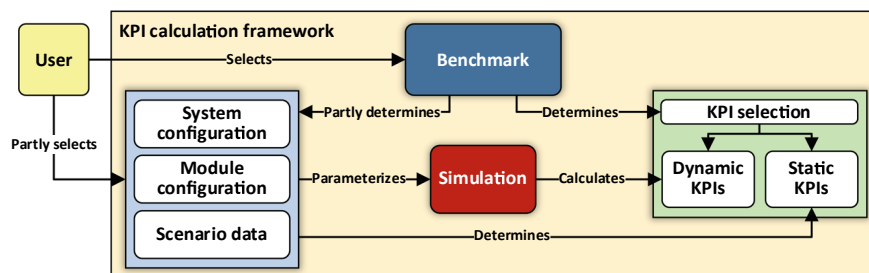 KPI calculation framework
User
Selects
Benchmark
Partly determines
Determines
System
configuration
KPI selection
Partly selects
Module
configuration
Parameterizes
Simulation
Calculates
Dynamic
KPIs
Static
KPIs
Scenario data
Determines